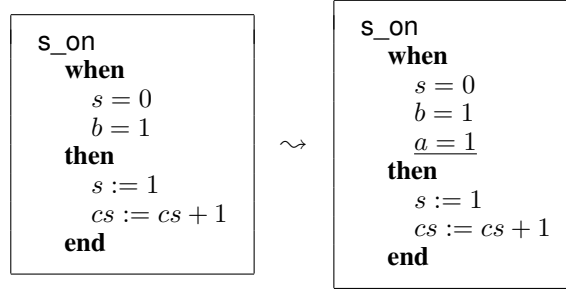 s_on
when
s = 0
b = 1
then
s := 1
cs := cs + 1
end
⇝
s_on
when
s = 0
b = 1
a = 1
then
s := 1
cs := cs + 1
end